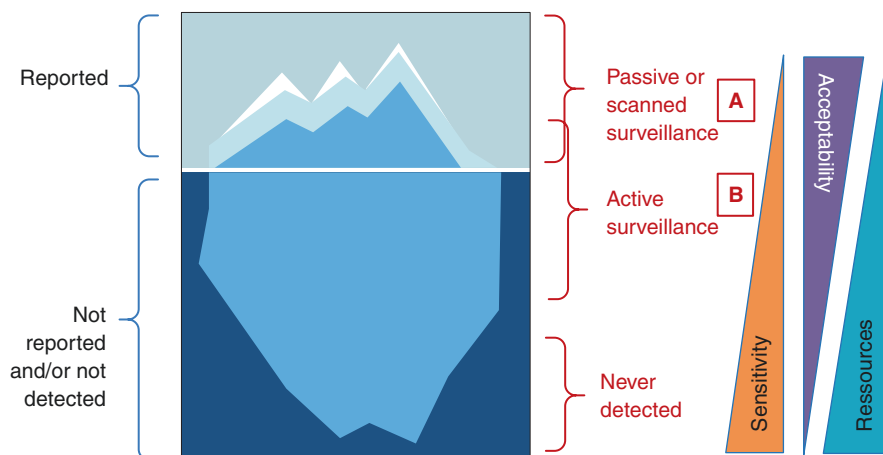 Reported
Not
reported
and/or not
detected
Passive or
scanned
surveillance
A
Active
surveillance
B
Never
detected
Sensitivity
Acceptability
Ressources